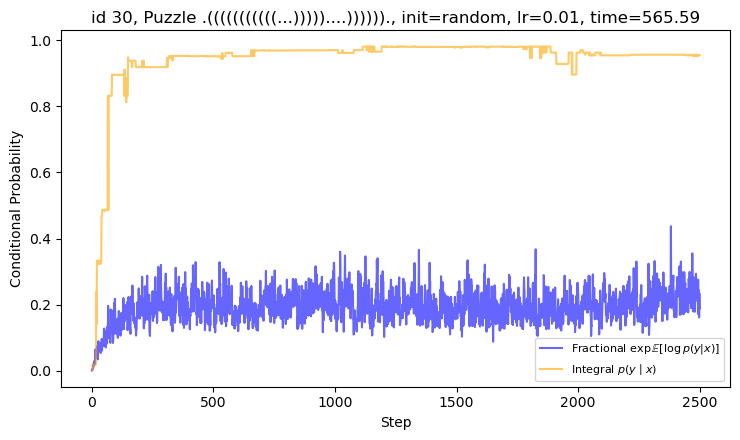 id 30, Puzzle .(((((((((((...)))))....))))))., init=random, lr=0.01, time=565.59
1.0
0.8
0.6
0.4
0.2
0.0
Conditional Probability
0
500
1000
1500
2000
2500
Step
Fractional exp 𝔼[log p(y|x)]
Integral p(y | x)